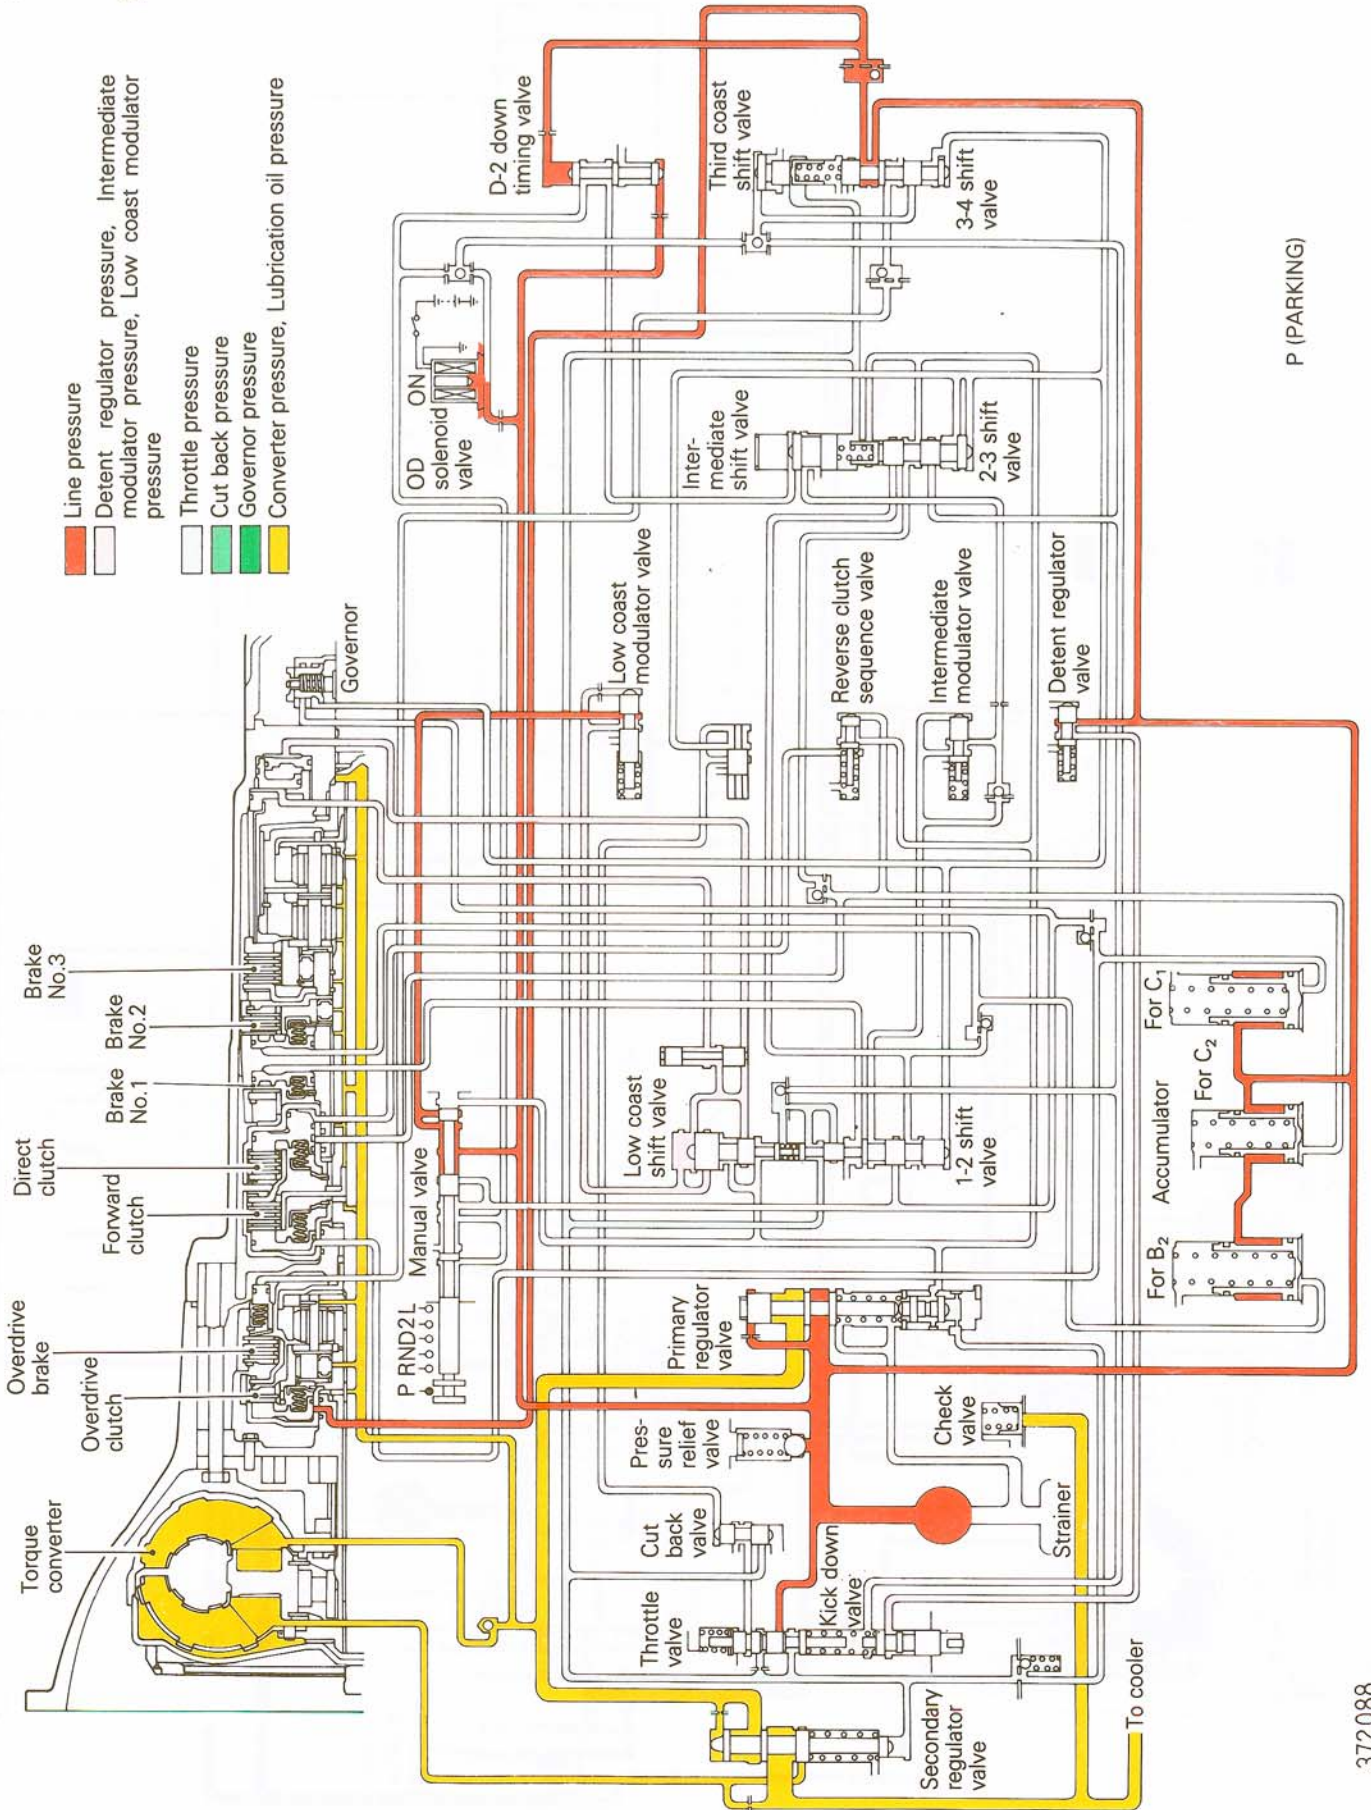 Torque
converter
Overdrive
clutch
Overdrive
brake
Forward
clutch
Direct
clutch
Brake
No.1
Brake
No.2
Brake
No.3
Governor
Line pressure
Detent regulator pressure, Intermediate
modulator pressure, Low coast modulator
pressure
Throttle pressure
Cut back pressure
Governor pressure
Converter pressure, Lubrication oil pressure
P RND2L
Manual valve
OD
solenoid
valve
ON
D-2 down
timing valve
Third coast
shift valve
3-4 shift
valve
Inter-
mediate
shift valve
2-3 shift
valve
Low coast
modulator valve
Reverse clutch
sequence valve
Intermediate
modulator valve
Detent regulator
valve
Low coast
shift valve
1-2 shift
valve
Primary
regulator
valve
Pres-
sure
relief
valve
Check
valve
Cut
back
valve
Throttle
valve
Kick down
valve
Strainer
Secondary
regulator
valve
To cooler
For B2
Accumulator
For C2
For C1
P (PARKING)
372088